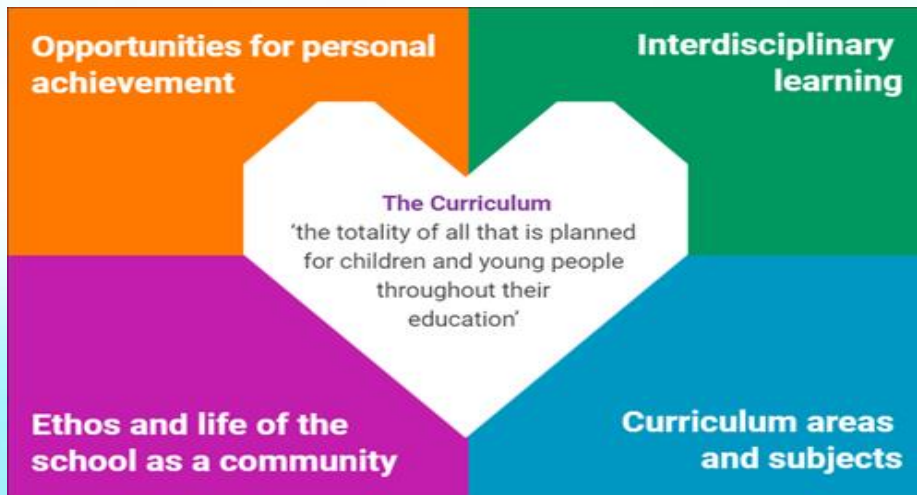 Opportunities for personal
achievement
Interdisciplinary
learning
The Curriculum
‘the totality of all that is planned
for children and young people
throughout their
education’
Ethos and life of the
school as a community
Curriculum areas
and subjects